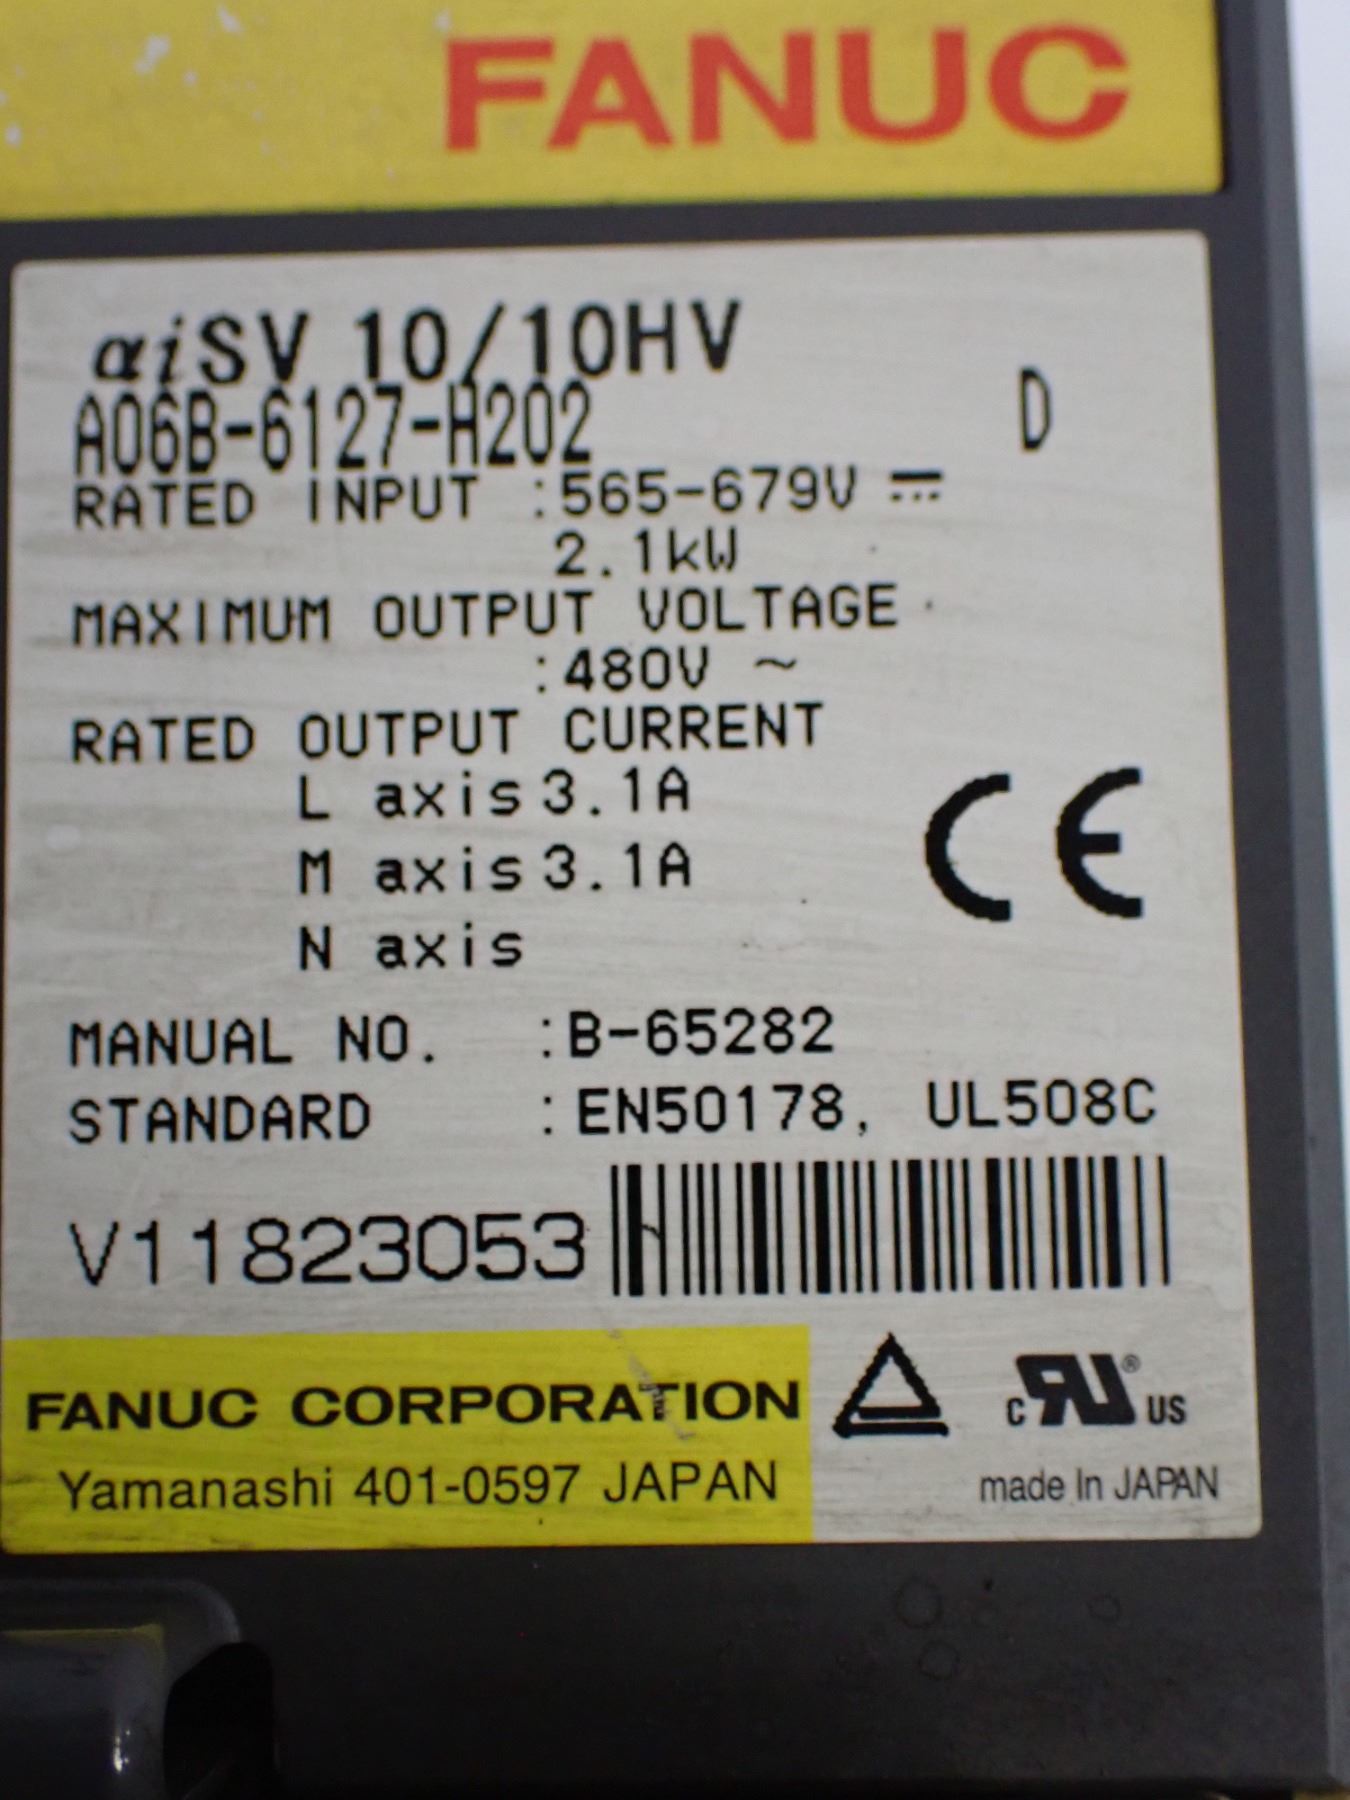 FANUC
αiSV 10/10HV
A06B-6127-H202 D
RATED INPUT :565-679V ⎓
2.1kW
MAXIMUM OUTPUT VOLTAGE
:480V ~
RATED OUTPUT CURRENT
L axis 3.1A
M axis 3.1A
N axis
CE
MANUAL NO. :B-65282
STANDARD :EN50178, UL508C
V11823053
FANUC CORPORATION
Yamanashi 401-0597 JAPAN
c RU ® US
made In JAPAN